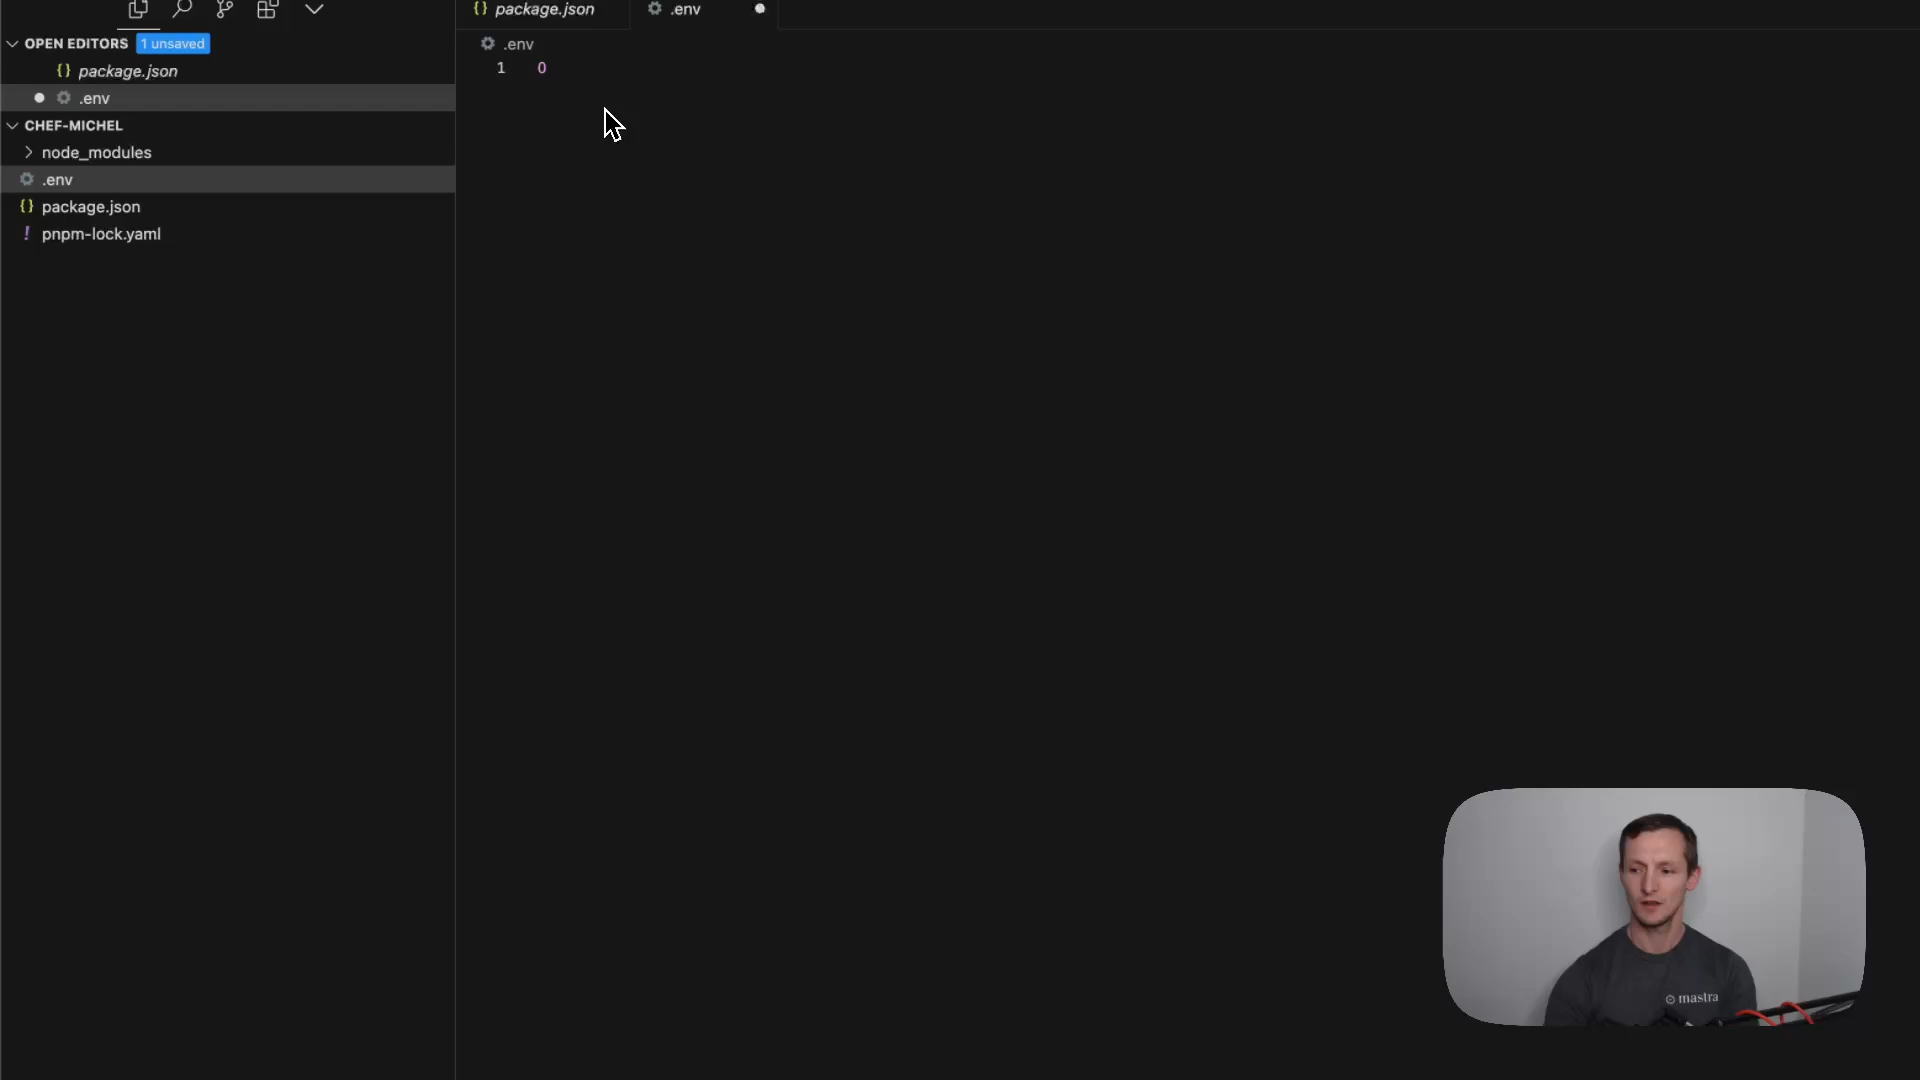 package.json
.env
OPEN EDITORS 1 unsaved
.env
package.json
1 O
.env
CHEF-MICHEL
node_modules
.env
package.json
pnpm-lock.yaml
mastra